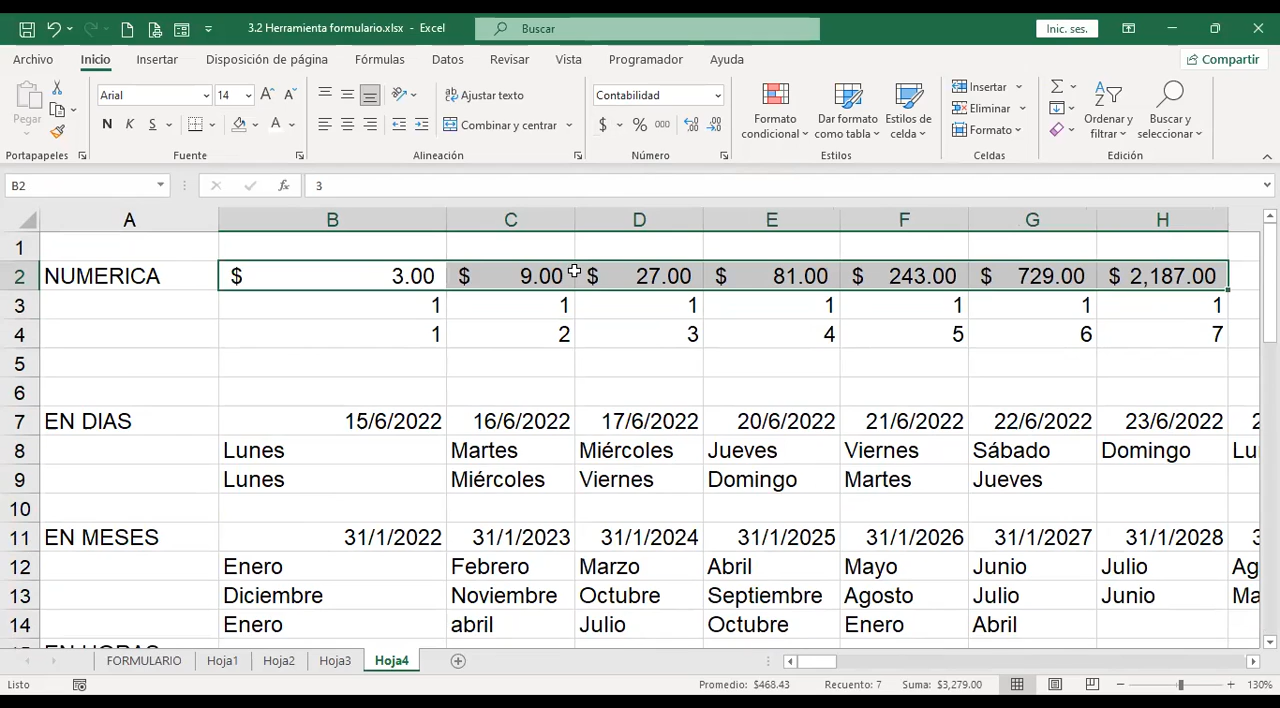 3.2 Herramienta formulario.xlsx - Excel
Buscar
Inic. ses.
Archivo Inicio Insertar Disposición de página Fórmulas Datos Revisar Vista Programador Ayuda
Compartir
Pegar
Arial 14
N K S
Ajustar texto
Combinar y centrar
Contabilidad
$ % 000
Formato condicional
Dar formato como tabla
Estilos de celda
Insertar
Eliminar
Formato
Ordenar y filtrar
Buscar y seleccionar
Portapapeles Fuente Alineación Número Estilos Celdas Edición
B2 fx 3
A B C D E F G H
1
2 NUMERICA $ 3.00 $ 9.00 $ 27.00 $ 81.00 $ 243.00 $ 729.00 $ 2,187.00
3 1 1 1 1 1 1 1
4 1 2 3 4 5 6 7
5
6
7 EN DIAS 15/6/2022 16/6/2022 17/6/2022 20/6/2022 21/6/2022 22/6/2022 23/6/2022 2
8 Lunes Martes Miércoles Jueves Viernes Sábado Domingo Lu
9 Lunes Miércoles Viernes Domingo Martes Jueves
10
11 EN MESES 31/1/2022 31/1/2023 31/1/2024 31/1/2025 31/1/2026 31/1/2027 31/1/2028 3
12 Enero Febrero Marzo Abril Mayo Junio Julio Ag
13 Diciembre Noviembre Octubre Septiembre Agosto Julio Junio Ma
14 Enero abril Julio Octubre Enero Abril
EN HORAS
FORMULARIO Hoja1 Hoja2 Hoja3 Hoja4
Listo Promedio: $468.43 Recuento: 7 Suma: $3,279.00 130%